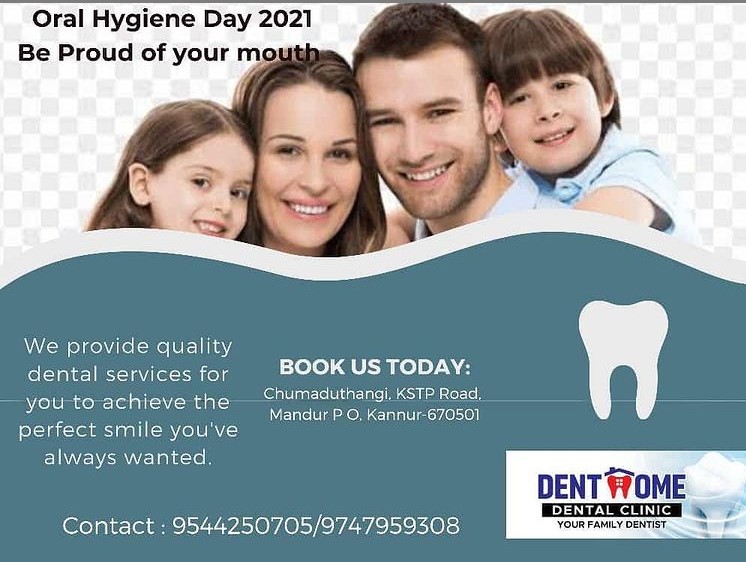 Oral Hygiene Day 2021
Be Proud of your mouth
We provide quality
dental services for
you to achieve the
perfect smile you've
always wanted.
BOOK US TODAY:
Chumaduthangi, KSTP Road,
Mandur P O, Kannur-670501
Contact : 9544250705/9747959308
DENT HOME
DENTAL CLINIC
YOUR FAMILY DENTIST